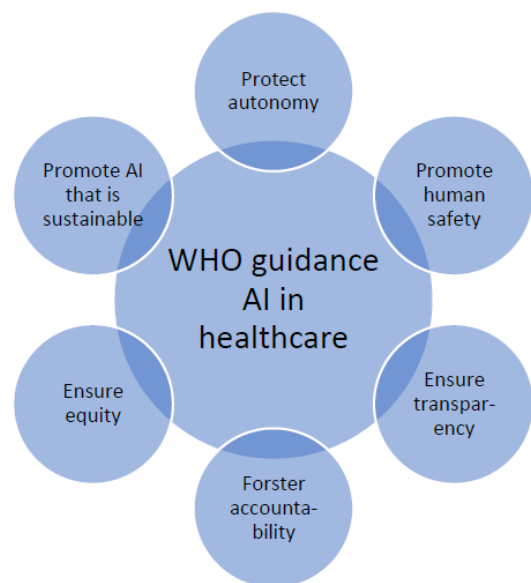 Protect
autonomy
Promote AI
that is
sustainable
Promote
human
safety
WHO guidance
AI in
healthcare
Ensure
equity
Ensure
transpar-
ency
Forster
accounta-
bility